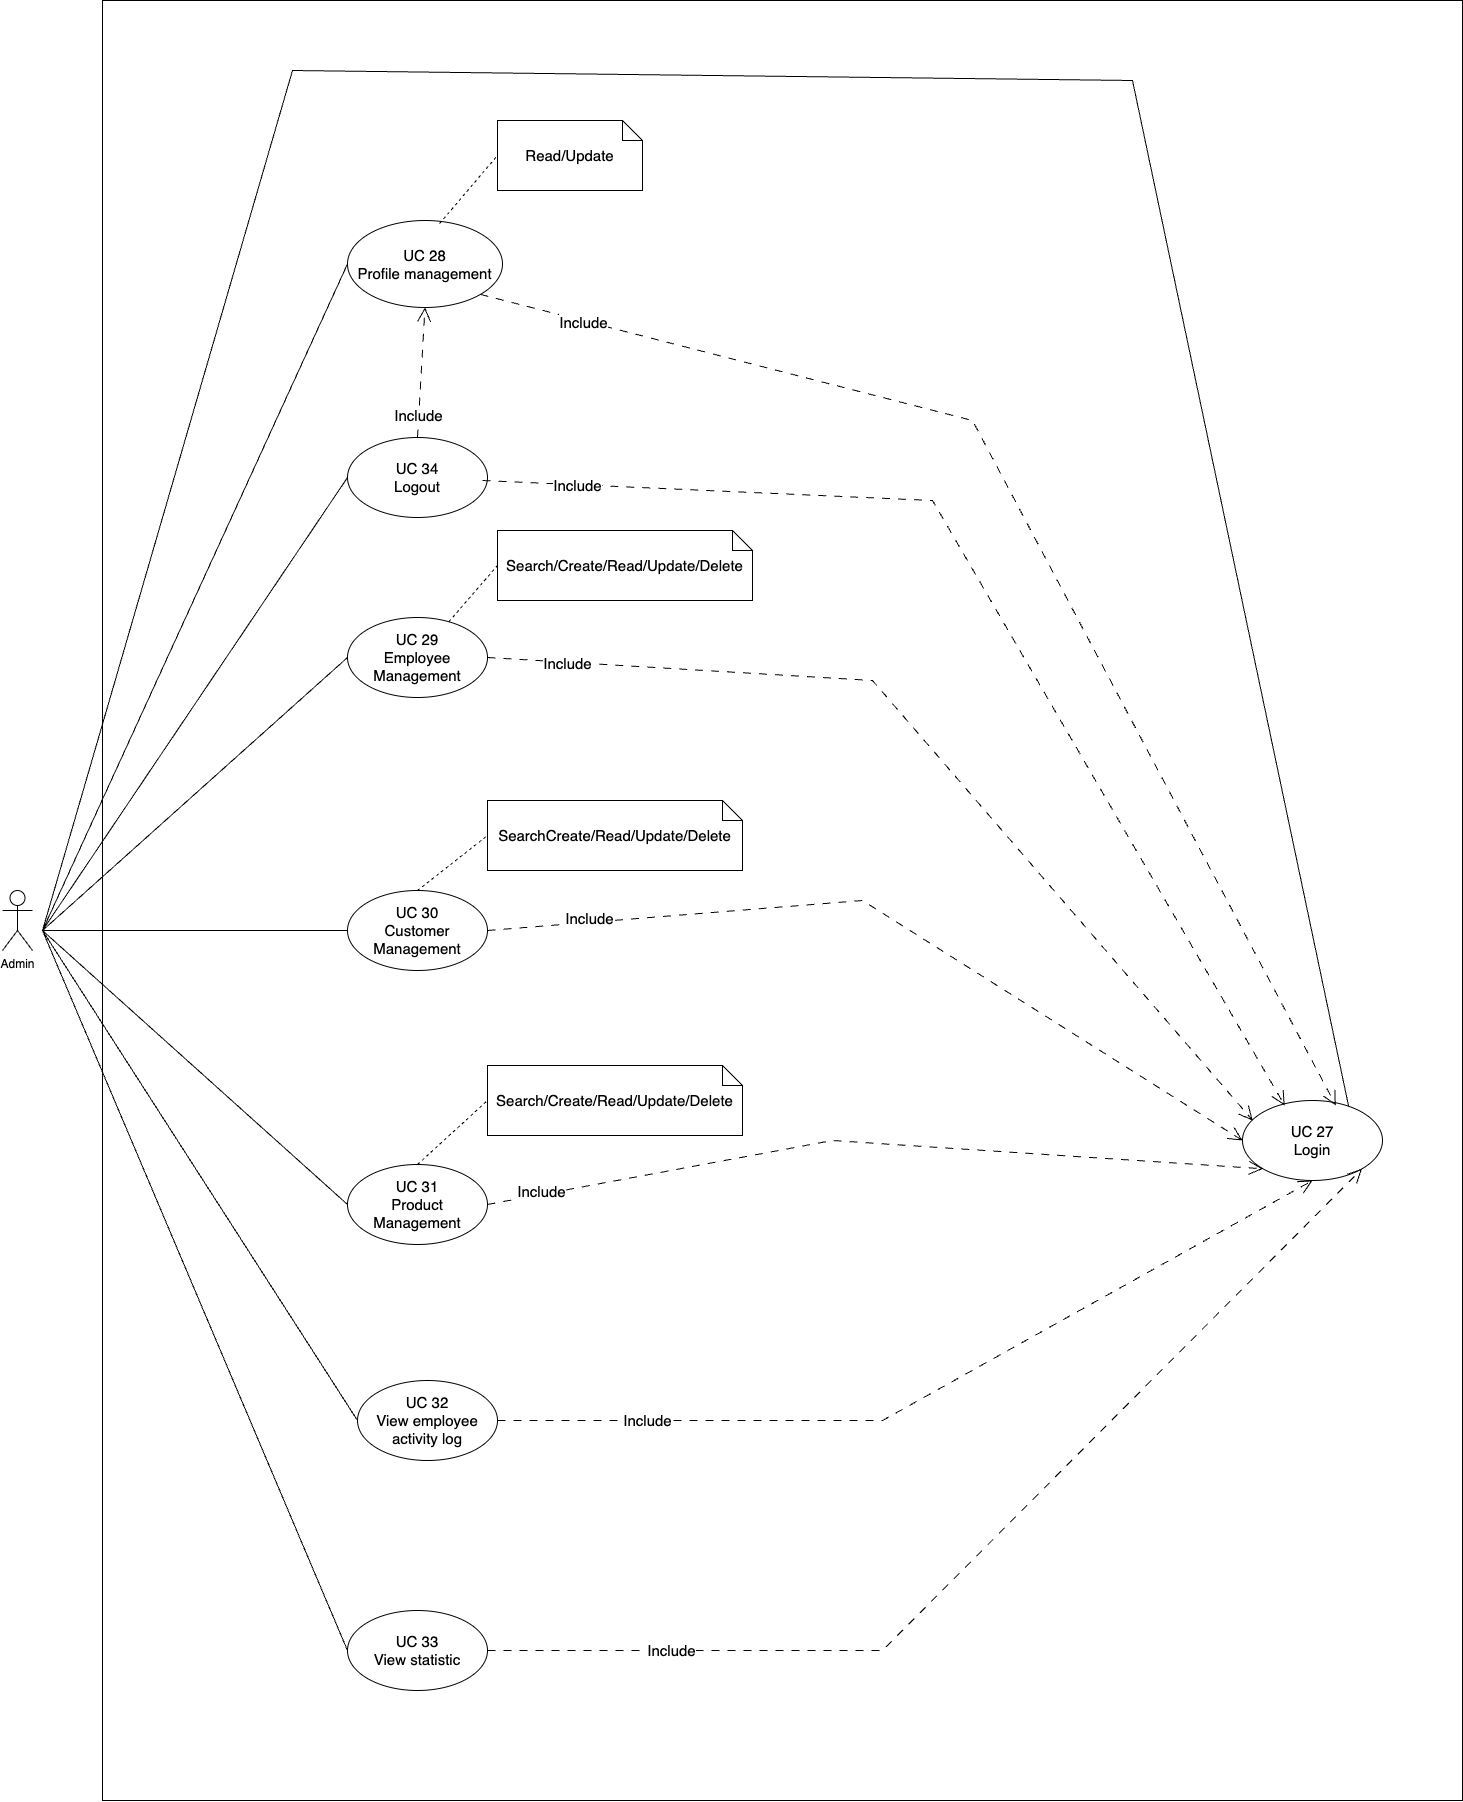 Read/Update
UC 28
Profile management
Include
Include
UC 34
Logout
Include
Search/Create/Read/Update/Delete
UC 29
Employee
Management
Include
SearchCreate/Read/Update/Delete
UC 30
Customer
Management
Include
Admin
Search/Create/Read/Update/Delete
UC 27
Login
UC 31
Product
Management
Include
UC 32
View employee
activity log
Include
UC 33
View statistic
Include